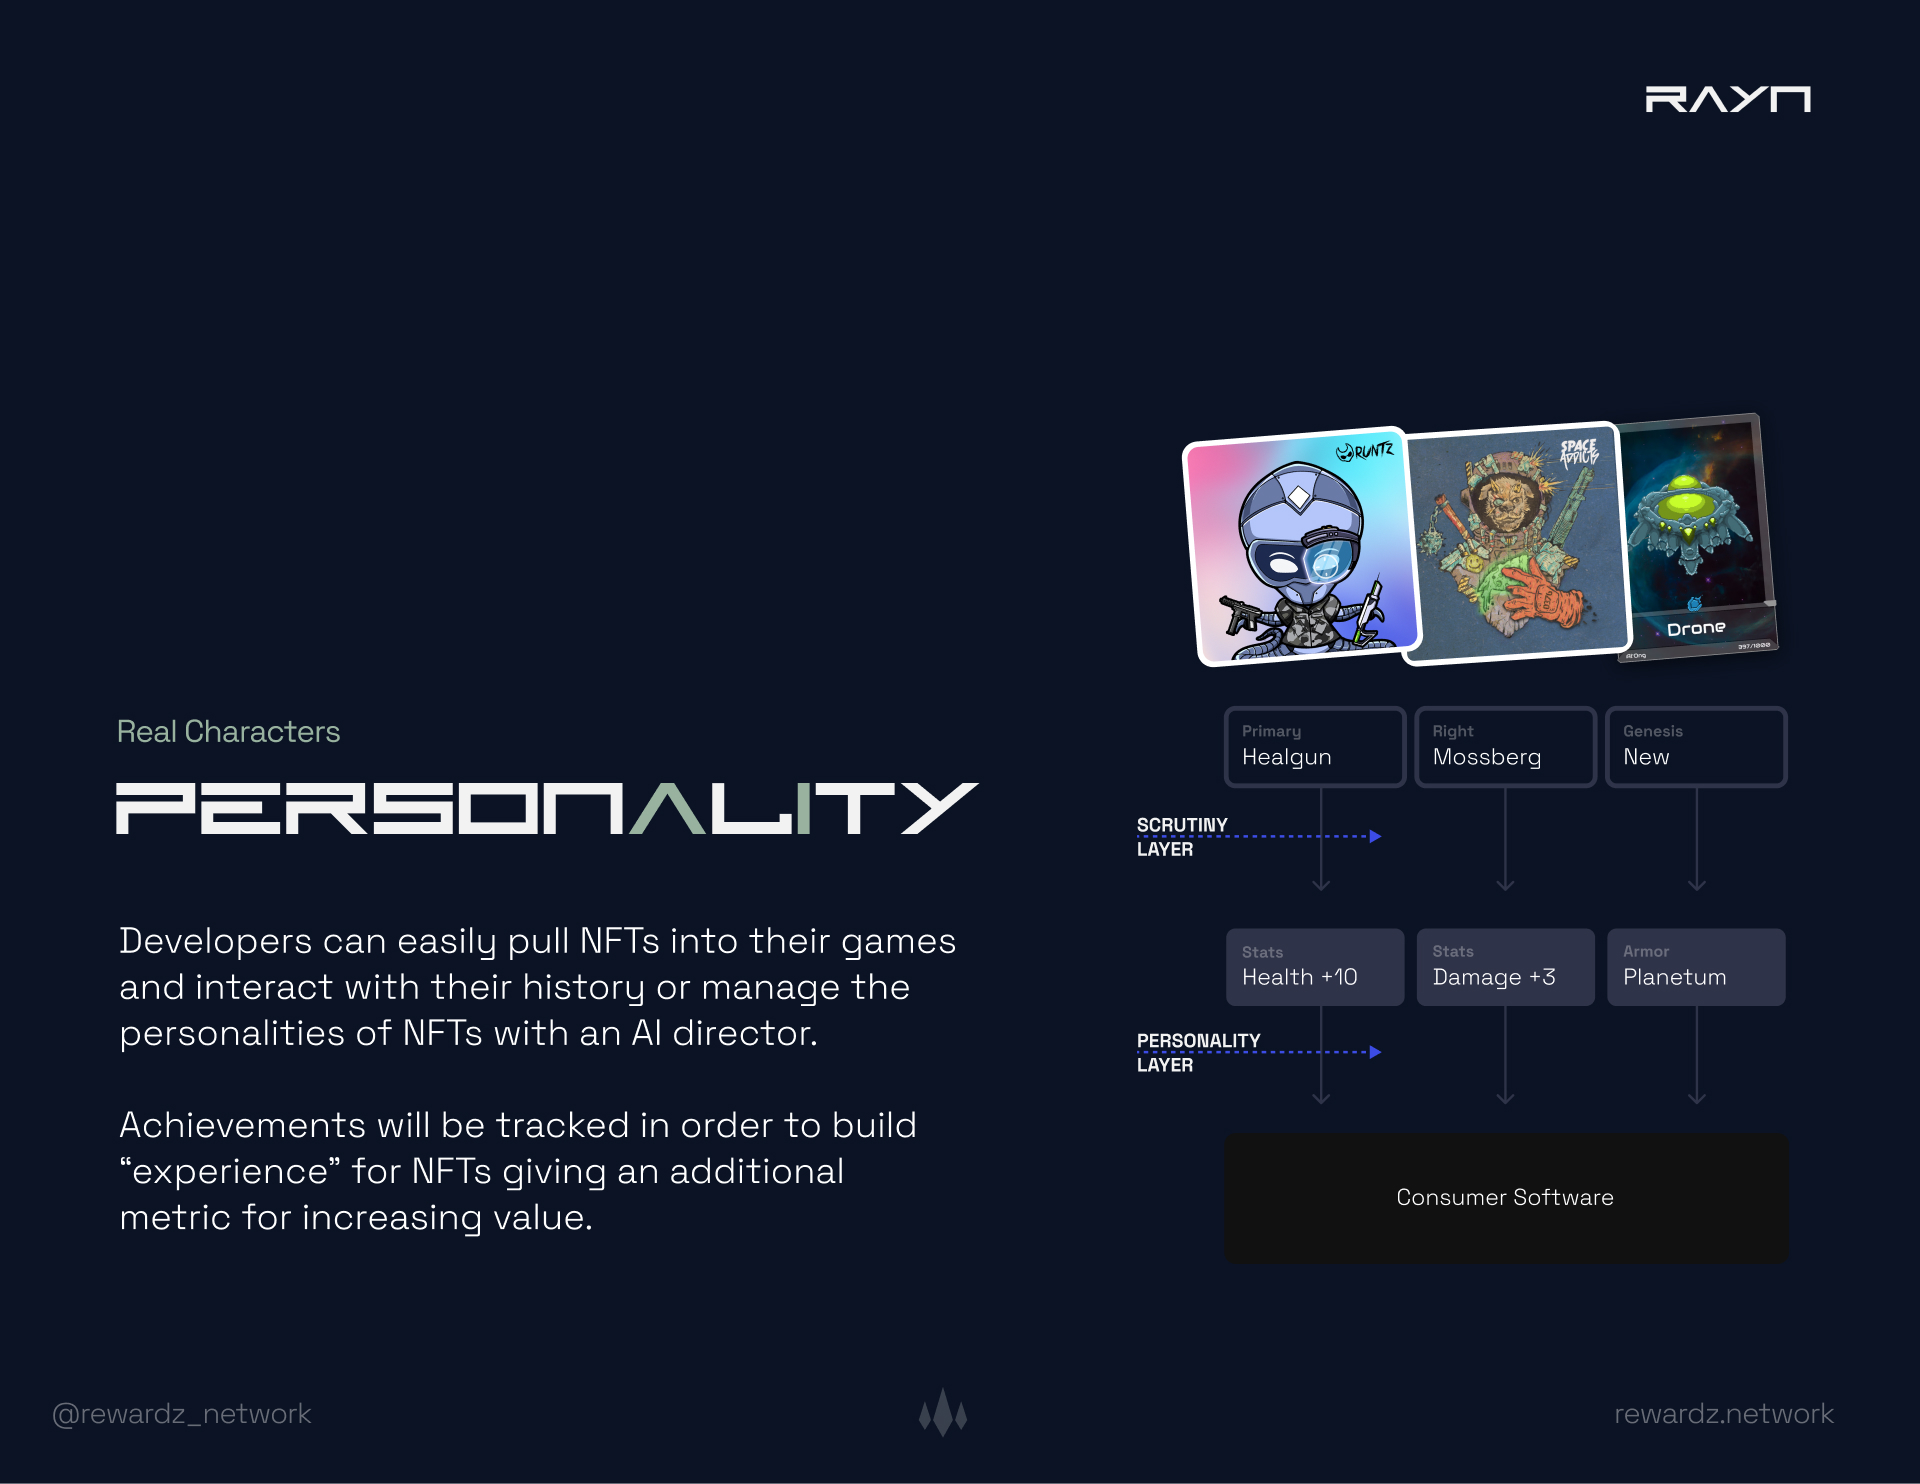 RAYN
RUNTZ
SPACE
ADDICTS
Drone
397/1000
Real Characters
PERSONALITY
Developers can easily pull NFTs into their games
and interact with their history or manage the
personalities of NFTs with an AI director.
Achievements will be tracked in order to build
“experience” for NFTs giving an additional
metric for increasing value.
Primary
Healgun
Right
Mossberg
Genesis
New
SCRUTINY
LAYER
Stats
Health +10
Stats
Damage +3
Armor
Planetum
PERSONALITY
LAYER
Consumer Software
@rewardz_network
rewardz.network